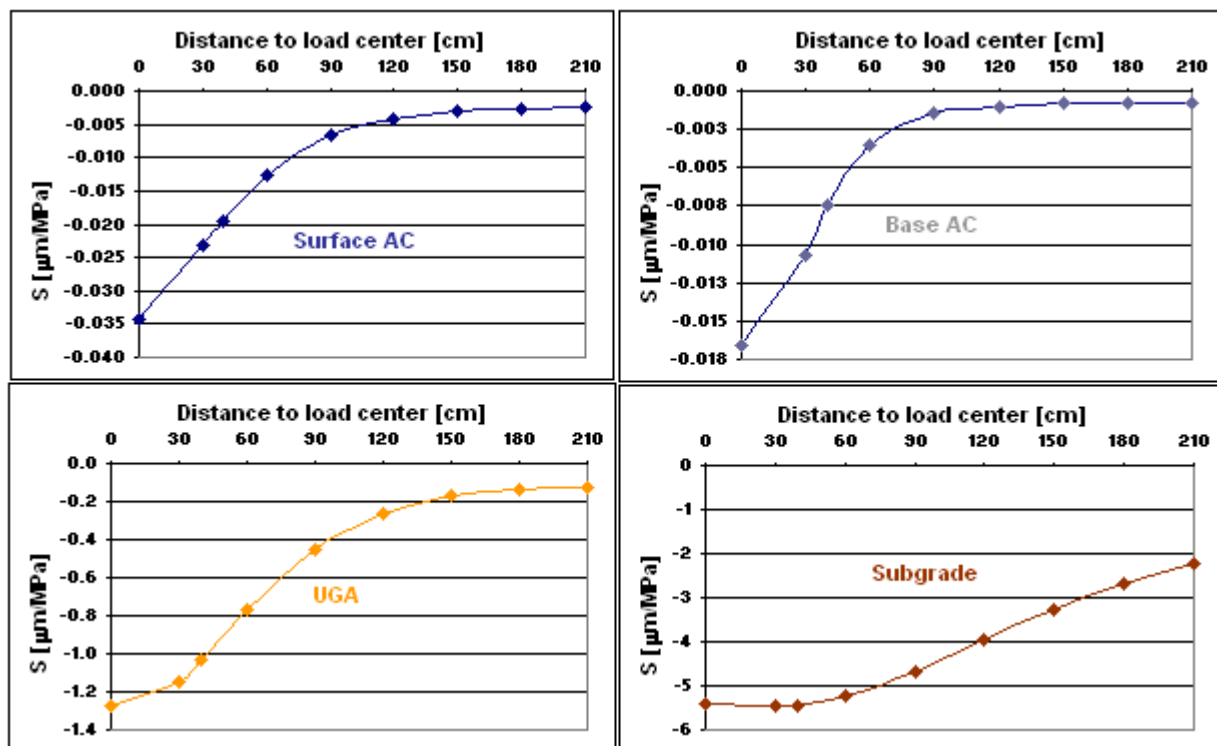 Distance to load center [cm]
0 30 60 90 120 150 180 210
0.000
-0.005
-0.010
-0.015
-0.020
-0.025
-0.030
-0.035
-0.040
S [µm/MPa]
Surface AC
Distance to load center [cm]
0 30 60 90 120 150 180 210
0.000
-0.003
-0.005
-0.008
-0.010
-0.013
-0.015
-0.018
S [µm/MPa]
Base AC
Distance to load center [cm]
0 30 60 90 120 150 180 210
0.0
-0.2
-0.4
-0.6
-0.8
-1.0
-1.2
-1.4
S [µm/MPa]
UGA
Distance to load center [cm]
0 30 60 90 120 150 180 210
0
-1
-2
-3
-4
-5
-6
S [µm/MPa]
Subgrade